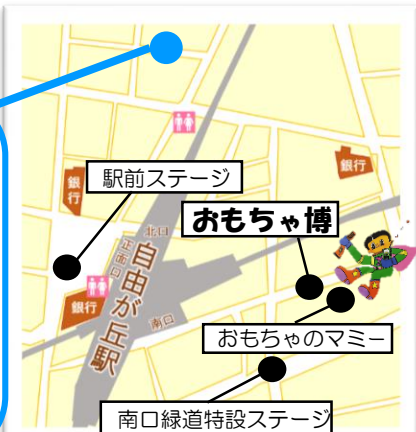 銀行
駅前ステージ
銀行
おもちゃ博
北口
正面口
自由が丘駅
銀行
南口
おもちゃのマミー
南口緑道特設ステージ